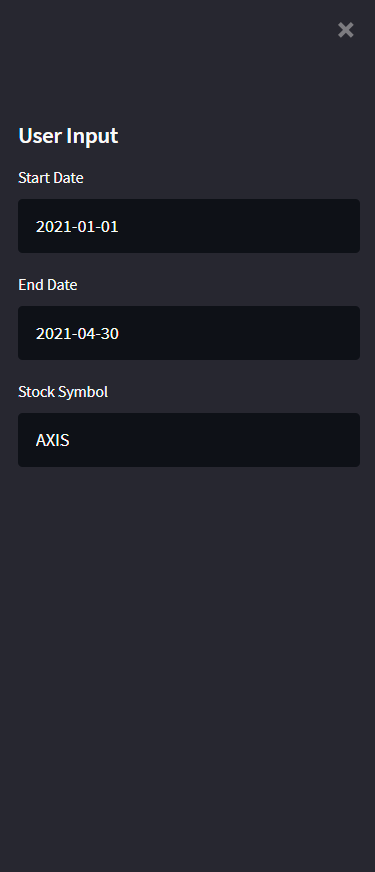 User Input
Start Date
2021-01-01
End Date
2021-04-30
Stock Symbol
AXIS